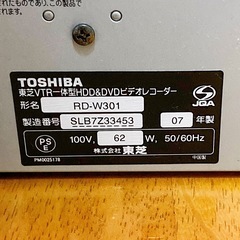 TOSHIBA
東芝VTR一体型HDD&DVDビデオレコーダー
形名 RD-W301
製造番号 SLB7Z33453 07 年製
100V, 62 W, 50/60Hz
PS E
株式会社 東芝
JQA
PM0025178
中国製